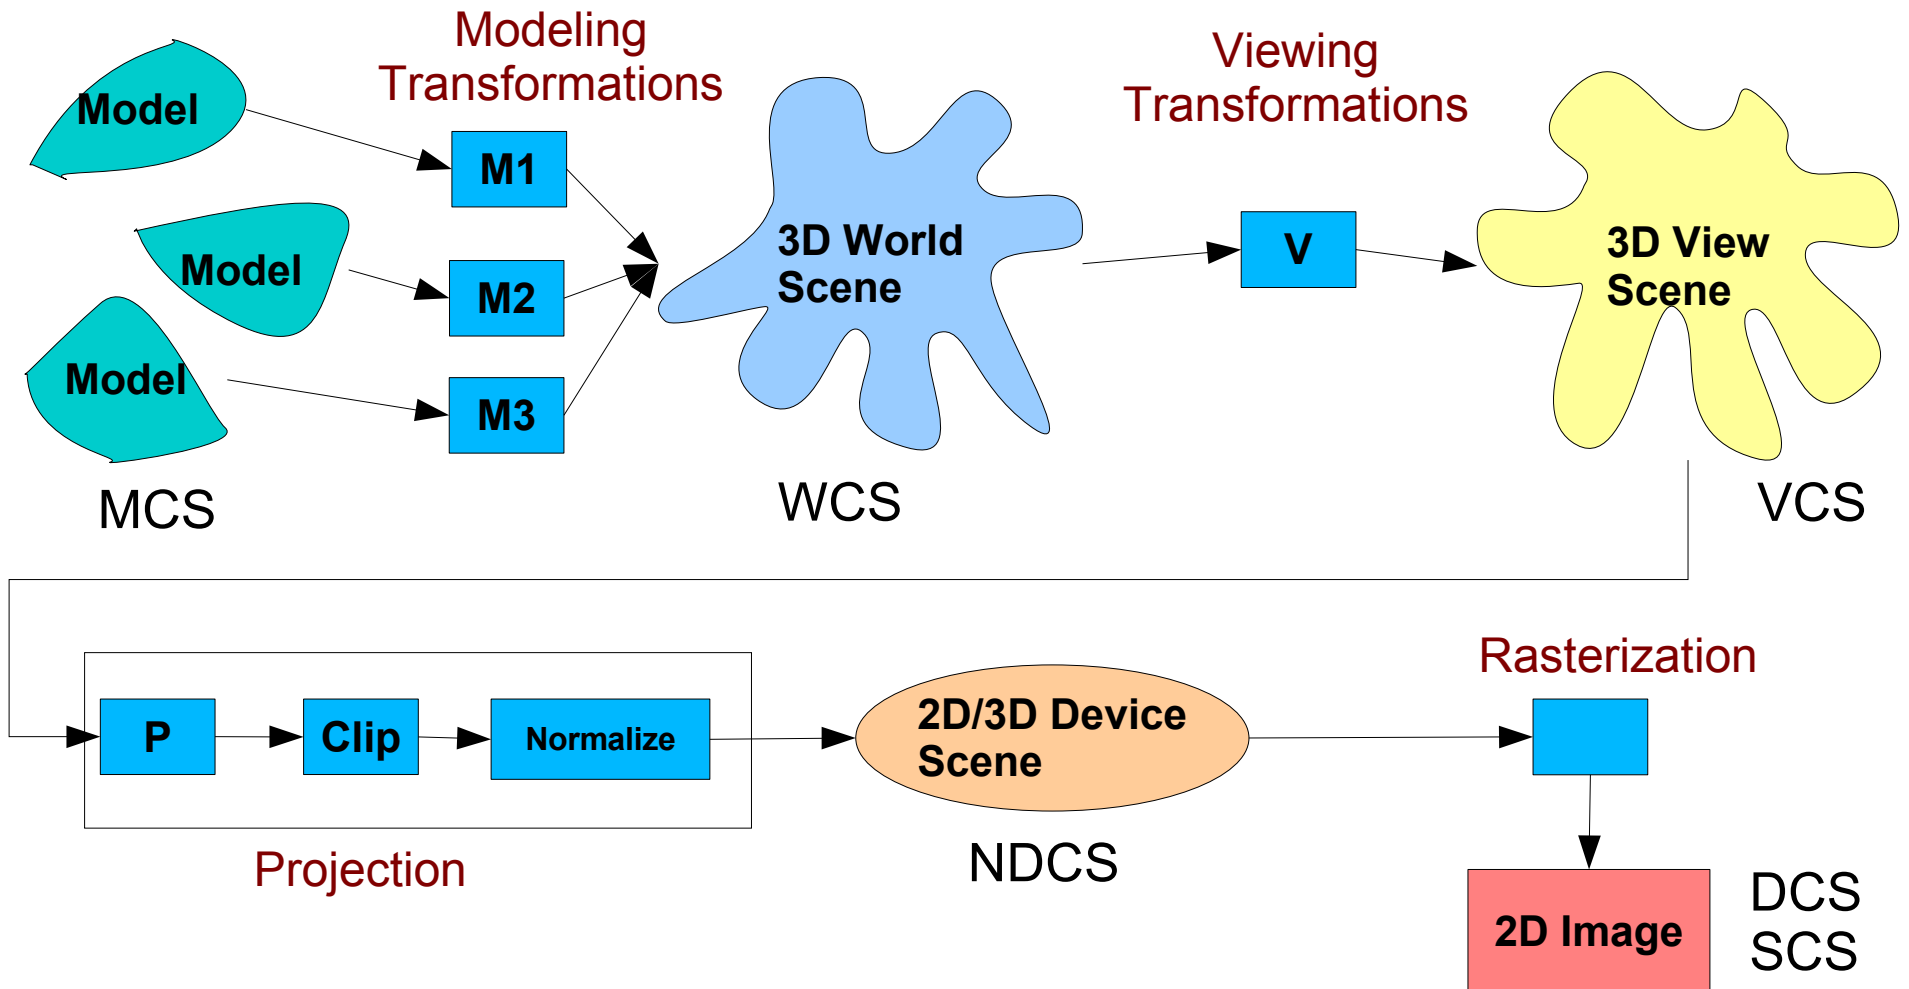 Modeling
Transformations
Viewing
Transformations
Model
M1
Model
M2
Model
M3
3D World
Scene
V
3D View
Scene
MCS
WCS
VCS
P
Clip
Normalize
Projection
2D/3D Device
Scene
NDCS
Rasterization
2D Image
DCS
SCS